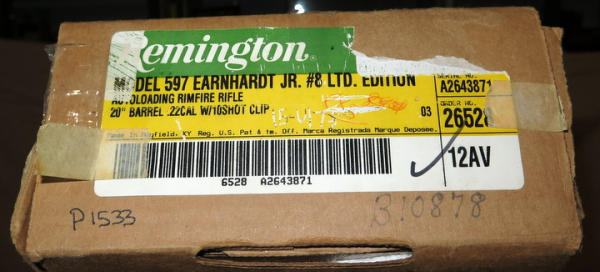 Remington®
MODEL 597 EARNHARDT JR. #8 LTD. EDITION
AUTOLOADING RIMFIRE RIFLE
20" BARREL .22CAL W/10SHOT CLIP
03
Made In Mayfield, KY Reg. U.S. Pat & tm. Off. Marca Registrada Marque Deposee.
SERIAL NO.
A2643871
ORDER NO.
26528
12AV
6528 A2643871
P1533
B10878